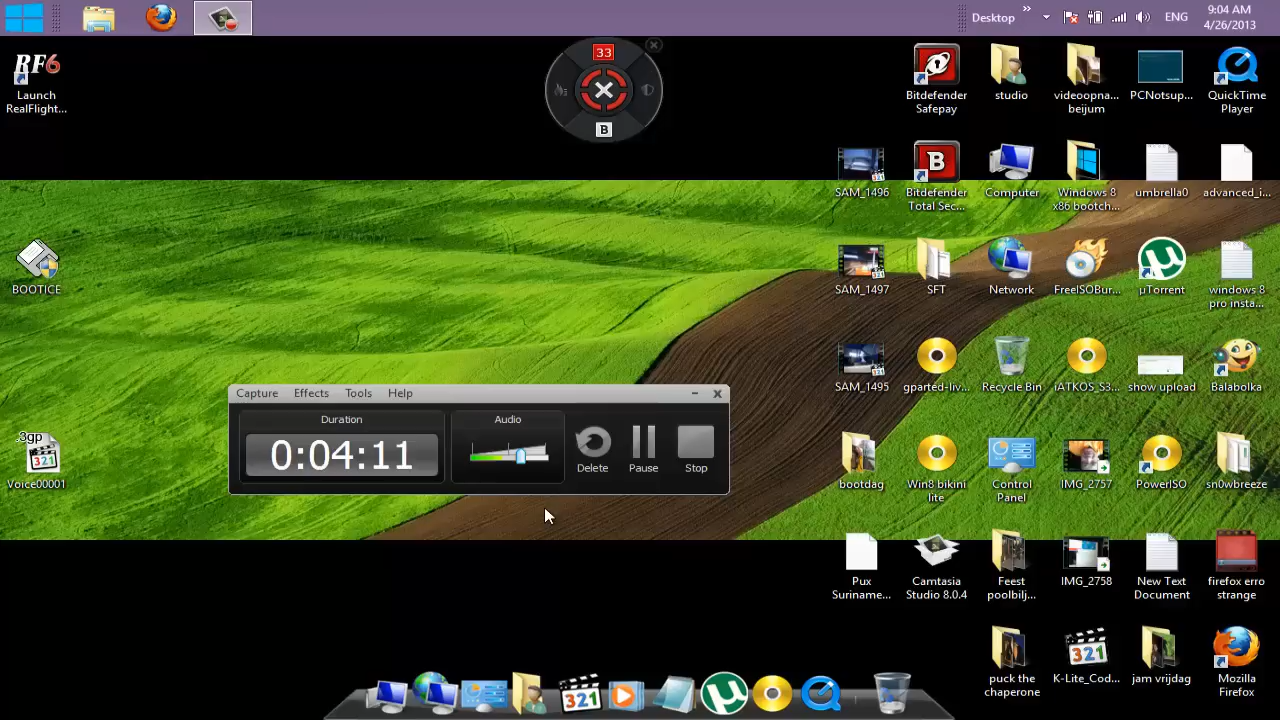 Desktop
»
ENG
9:04 AM
4/26/2013
RF6
Launch
RealFlight...
33
B
Bitdefender
Safepay
studio
videoopna...
beijum
PCNotsup...
QuickTime
Player
321
SAM_1496
B
Bitdefender
Total Sec...
Computer
Windows 8
x86 bootch...
umbrella0
advanced_i...
BOOTICE
321
SAM_1497
SFT
Network
FreeISOBur...
µ
µTorrent
windows 8
pro insta...
321
SAM_1495
gparted-liv...
Recycle Bin
iATKOS_S3...
show upload
Balabolka
Capture
Effects
Tools
Help
Duration
0:04:11
Audio
Delete
Pause
Stop
.3gp
321
Voice00001
bootdag
Win8 bikini
lite
Control
Panel
IMG_2757
PowerISO
sn0wbreeze
Pux
Suriname...
Camtasia
Studio 8.0.4
Feest
poolbilj...
IMG_2758
New Text
Document
firefox erro
strange
puck the
chaperone
321
K-Lite_Cod...
jam vrijdag
Mozilla
Firefox
321
µ